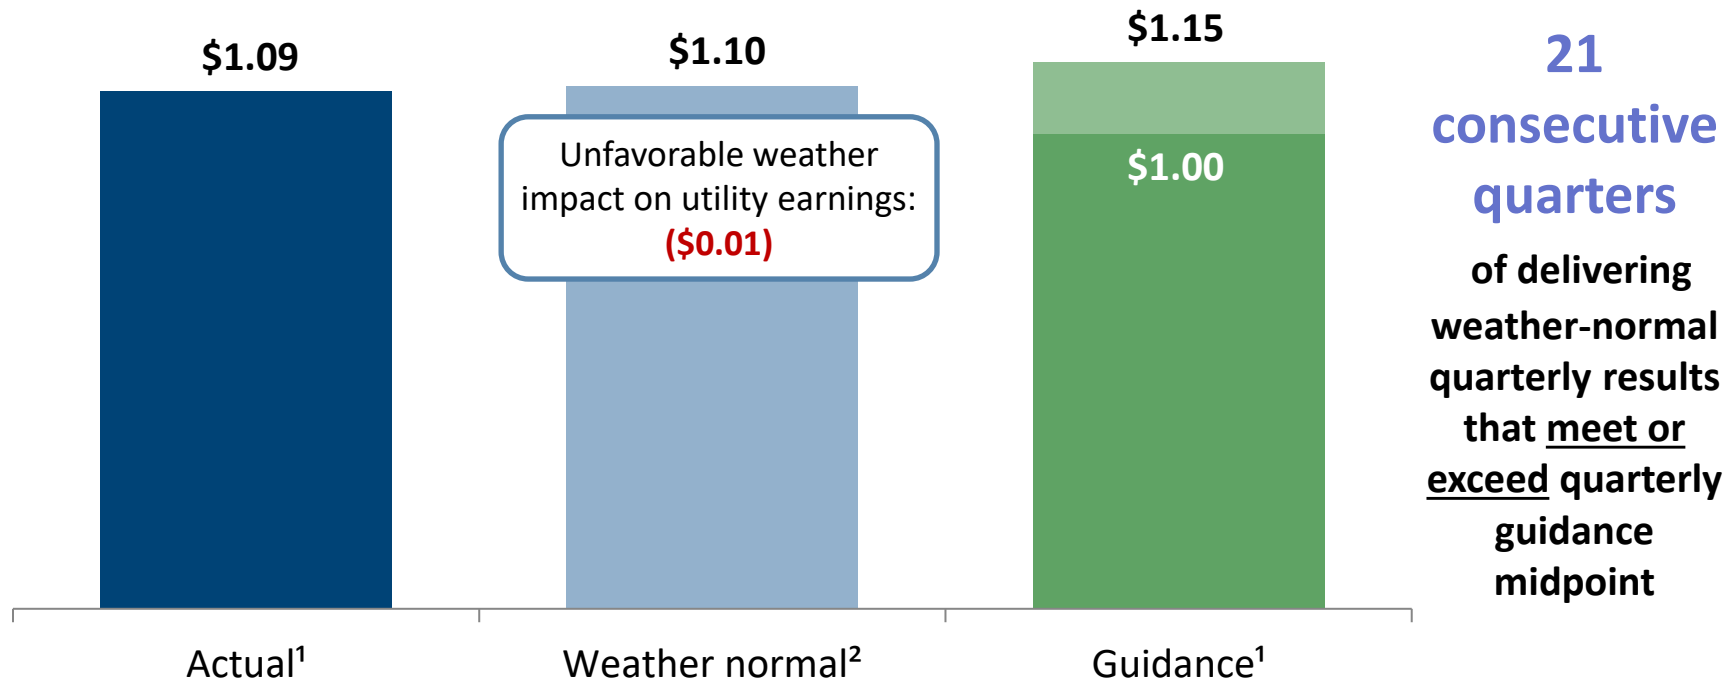 $1.09
$1.10
$1.15
$1.00
Unfavorable weather
impact on utility earnings:
($0.01)
Actual¹
Weather normal²
Guidance¹
21
consecutive
quarters
of delivering
weather-normal
quarterly results
that meet or
exceed quarterly
guidance
midpoint